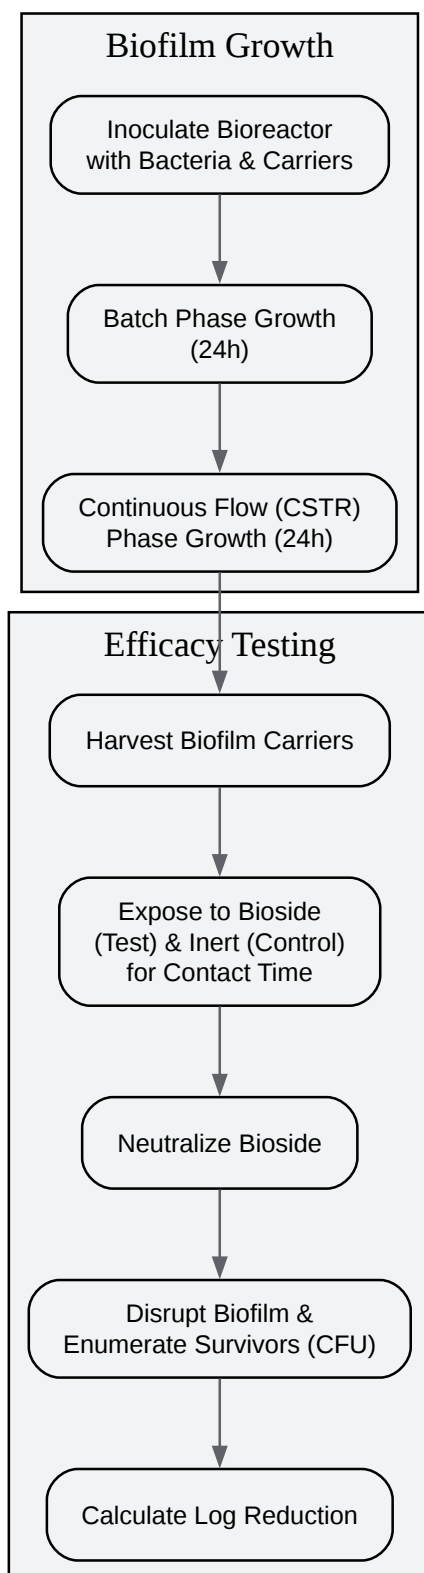 Biofilm Growth
Inoculate Bioreactor
with Bacteria & Carriers
Batch Phase Growth
(24h)
Continuous Flow (CSTR)
Phase Growth (24h)
Efficacy Testing
Harvest Biofilm Carriers
Expose to Bioside
(Test) & Inert (Control)
for Contact Time
Neutralize Bioside
Disrupt Biofilm &
Enumerate Survivors (CFU)
Calculate Log Reduction